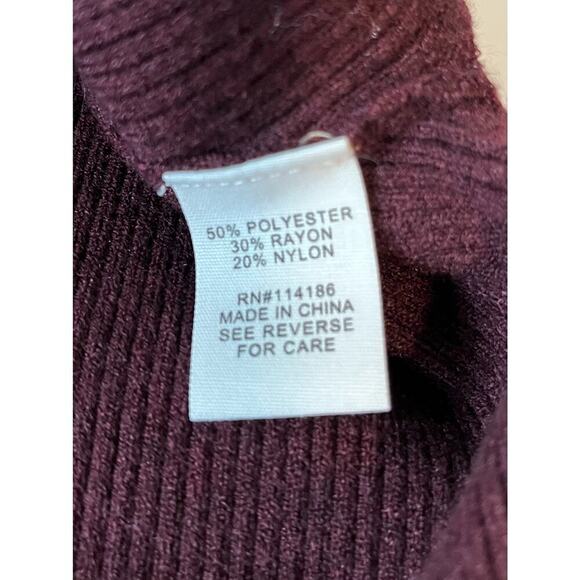 50% POLYESTER
30% RAYON
20% NYLON
RN#114186
MADE IN CHINA
SEE REVERSE
FOR CARE